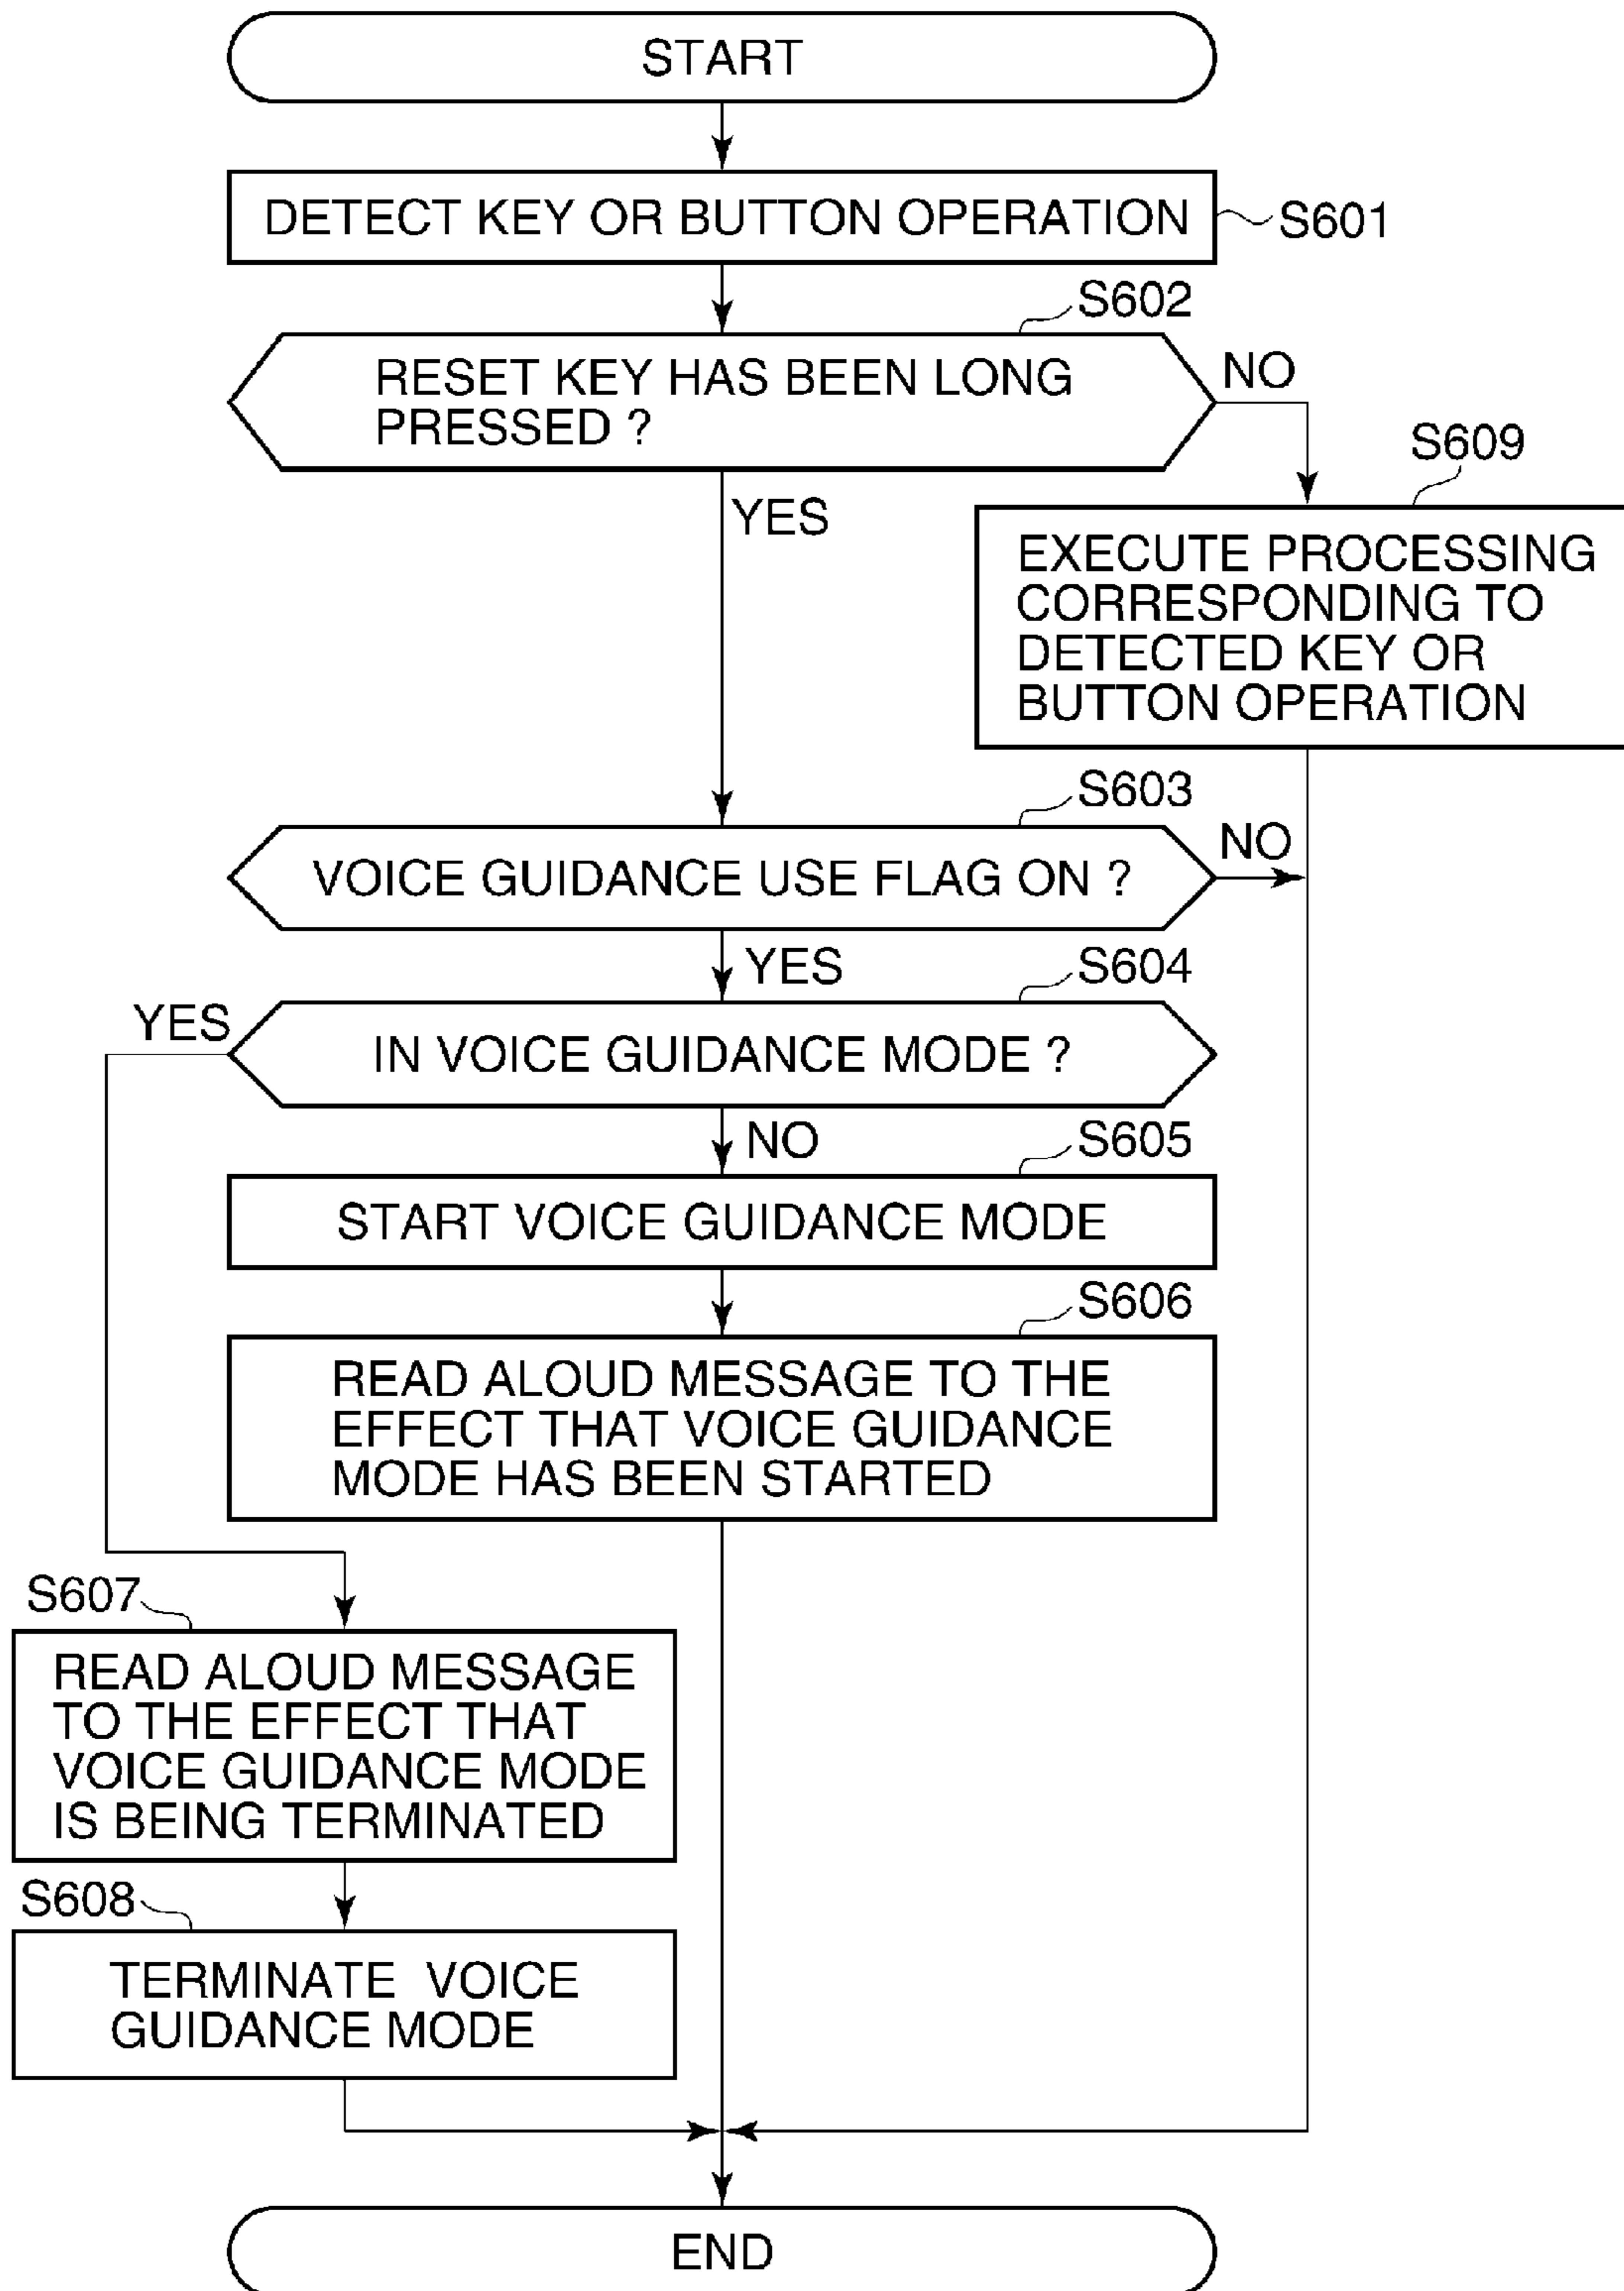 START
DETECT KEY OR BUTTON OPERATION
S601
S602
RESET KEY HAS BEEN LONG
PRESSED ?
NO
YES
S609
EXECUTE PROCESSING
CORRESPONDING TO
DETECTED KEY OR
BUTTON OPERATION
S603
VOICE GUIDANCE USE FLAG ON ?
NO
YES
S604
YES
IN VOICE GUIDANCE MODE ?
NO
S605
START VOICE GUIDANCE MODE
S606
READ ALOUD MESSAGE TO THE
EFFECT THAT VOICE GUIDANCE
MODE HAS BEEN STARTED
S607
READ ALOUD MESSAGE
TO THE EFFECT THAT
VOICE GUIDANCE MODE
IS BEING TERMINATED
S608
TERMINATE VOICE
GUIDANCE MODE
END